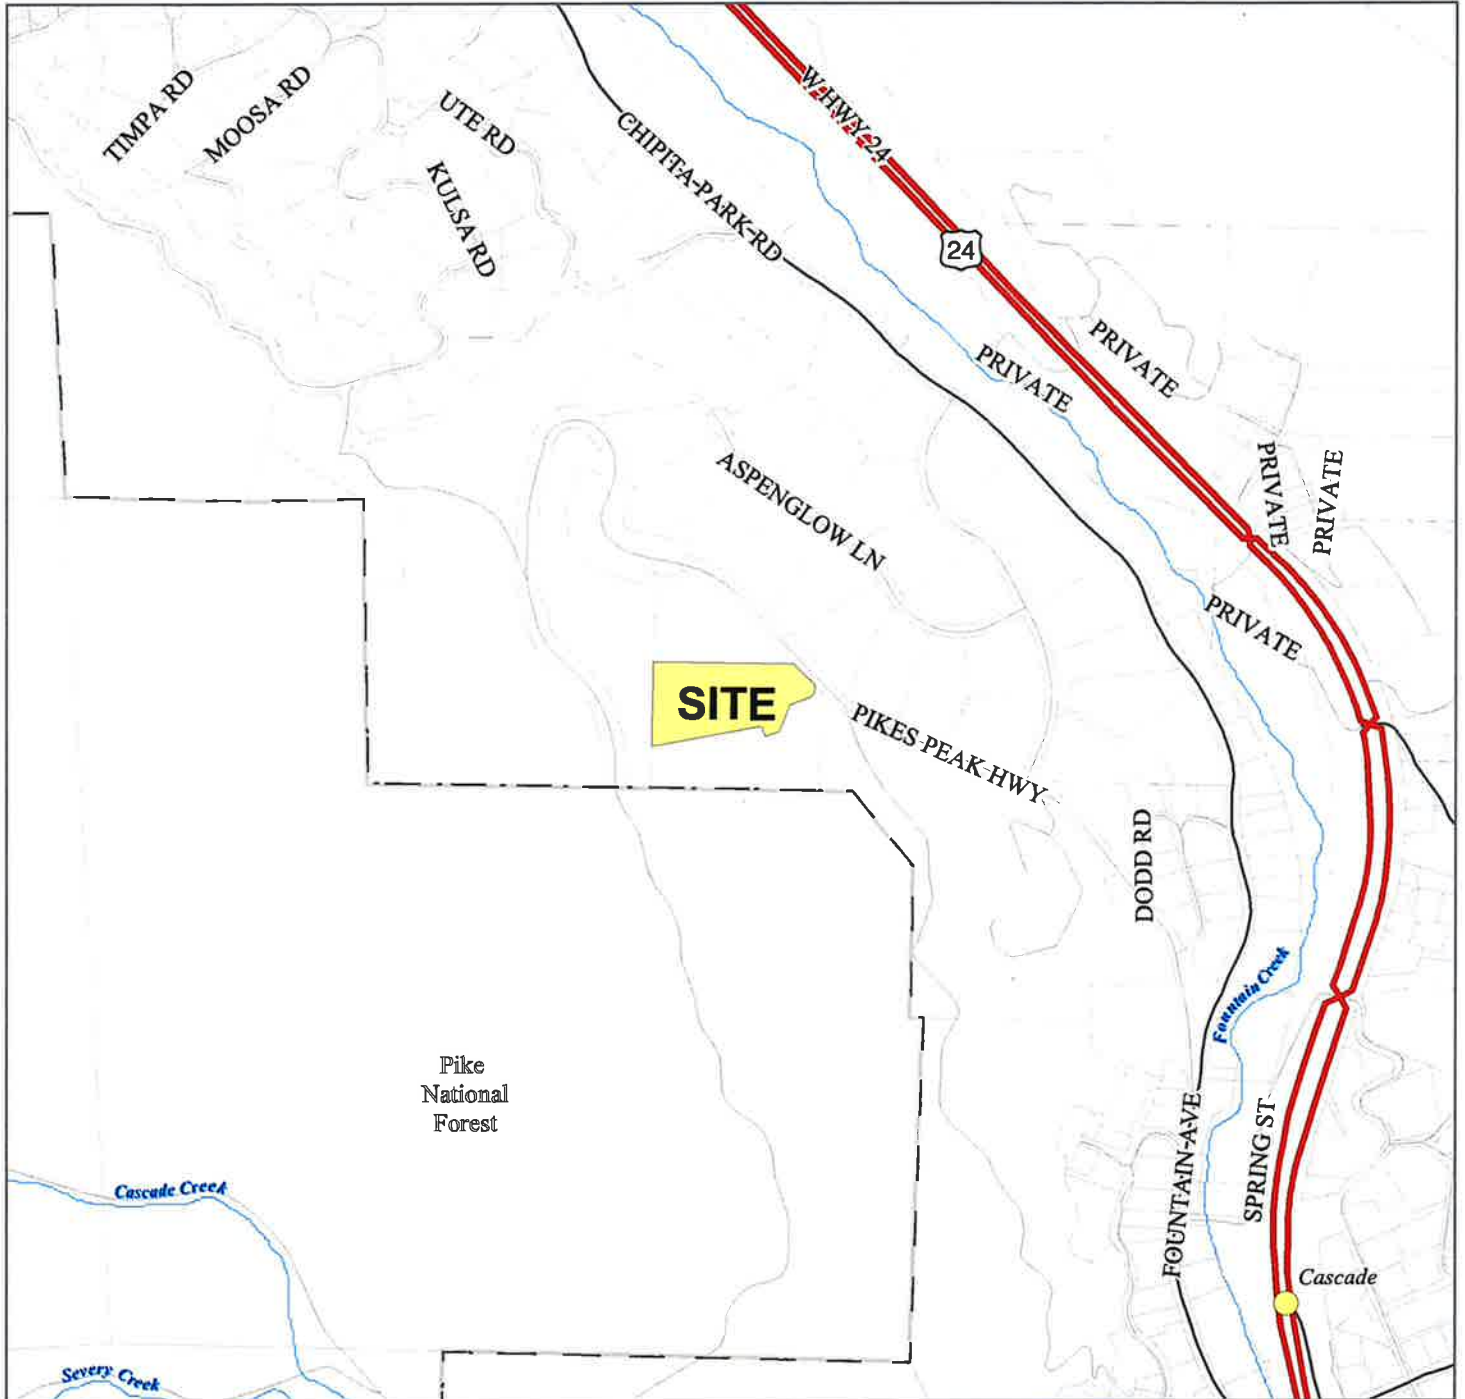 TIMPA RD
MOOSA RD
UTE RD
KULSA RD
CHIPITA-PARK-RD
W HWY 24
24
PRIVATE
PRIVATE
PRIVATE
PRIVATE
PRIVATE
ASPENGLOW LN
SITE
PIKES PEAK HWY
DODD RD
Fountain Creek
Pike
National
Forest
FOUNTAIN-AVE
SPRING ST
Cascade Creek
Cascade
Severy Creek